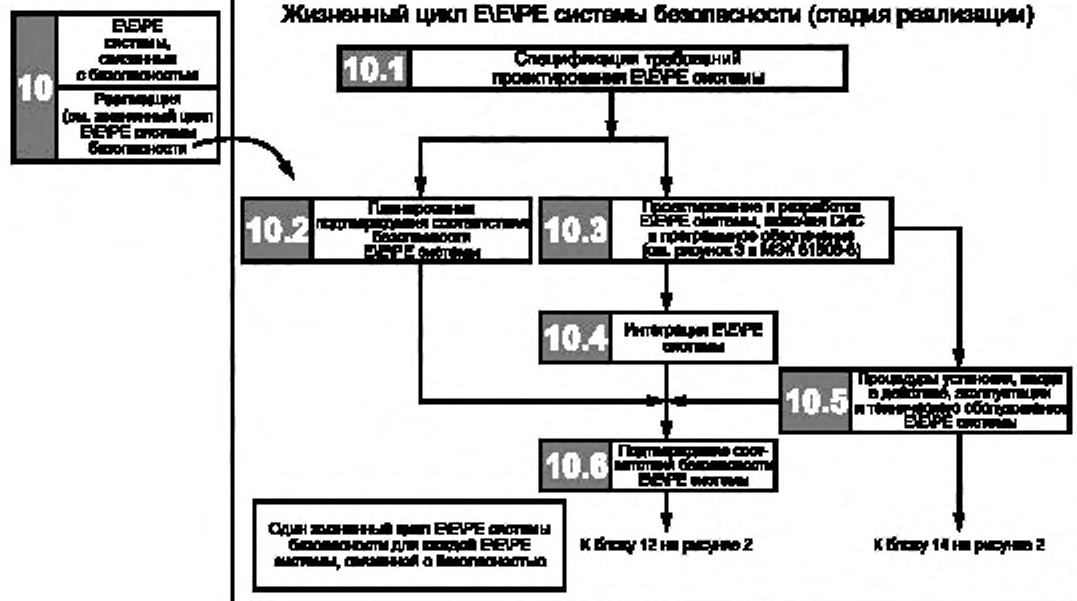 Жизненный цикл E\E\PE системы безопасности (стадия реализации)
10
E\E\PE
системы,
связанные
с безопасностью
Реализация
(см. жизненный цикл
E\E\PE системы
безопасности
10.1
Спецификация требований
проектирования E\E\PE системы
10.2
Планирование
подтверждения соответствия
безопасности
E\E\PE системы
10.3
Проектирование и разработка
E\E\PE системы, включая СИС
и программное обеспечение
(см. рисунок 3 в МЭК 61508-3)
10.4
Интеграция E\E\PE
системы
10.5
Процедуры установки, ввода
в действие, эксплуатации
и технического обслуживания
E\E\PE системы
10.6
Подтверждение соот-
ветствия безопасности
E\E\PE системы
Один жизненный цикл E\E\PE системы
безопасности для каждой E\E\PE
системы, связанной с безопасностью
К блоку 12 на рисунке 2
К блоку 14 на рисунке 2